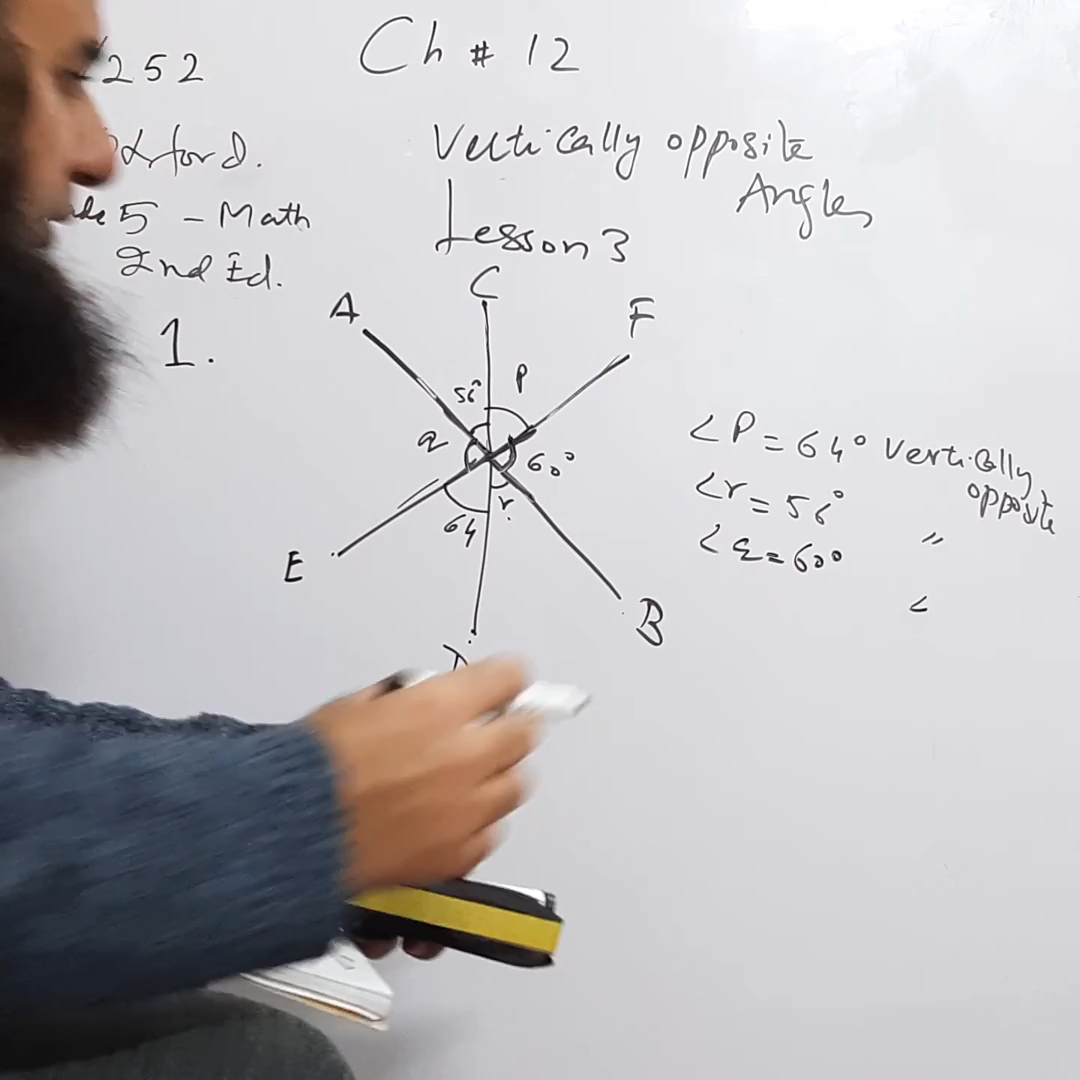 252
Ch # 12
Oxford.
Vertically opposite
Angles
5 - Math
Lesson 3
2nd Ed.
1.
C
A
F
56°
P
q
60°
r
64
E
B
D
<P = 64° Vertically
opposite
<r = 56° "
<q = 60°
<